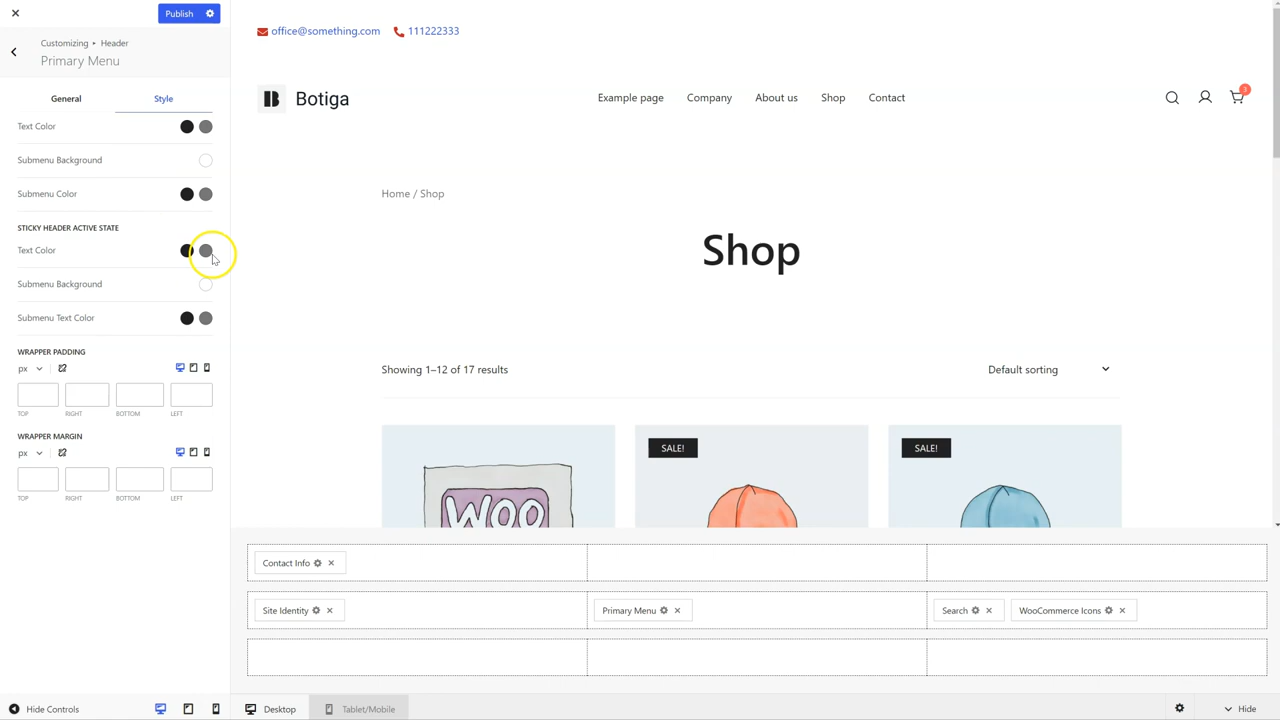 Publish
Customizing ▸ Header
Primary Menu
General
Style
Text Color
Submenu Background
Submenu Color
STICKY HEADER ACTIVE STATE
Text Color
Submenu Background
Submenu Text Color
WRAPPER PADDING
px
TOP RIGHT BOTTOM LEFT
WRAPPER MARGIN
px
TOP RIGHT BOTTOM LEFT
Hide Controls
office@something.com 111222333
B Botiga
Example page Company About us Shop Contact
1
Home / Shop
Shop
Showing 1–12 of 17 results
Default sorting
SALE!
SALE!
WOO
Contact Info
Site Identity
Primary Menu
Search
WooCommerce Icons
Desktop
Tablet/Mobile
Hide